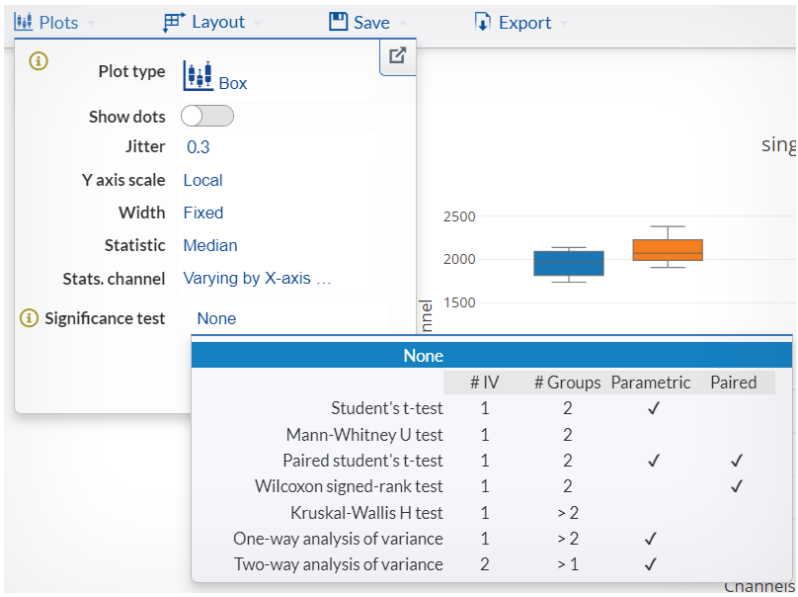 Plots Layout Save Export
Plot type Box
Show dots
Jitter 0.3
Y axis scale Local
Width Fixed
Statistic Median
Stats. channel Varying by X-axis ...
Significance test None
None
# IV # Groups Parametric Paired
Student's t-test 1 2 ✓
Mann-Whitney U test 1 2
Paired student's t-test 1 2 ✓ ✓
Wilcoxon signed-rank test 1 2 ✓
Kruskal-Wallis H test 1 > 2
One-way analysis of variance 1 > 2 ✓
Two-way analysis of variance 2 > 1 ✓
sing
2500
2000
1500
nnel
Channels